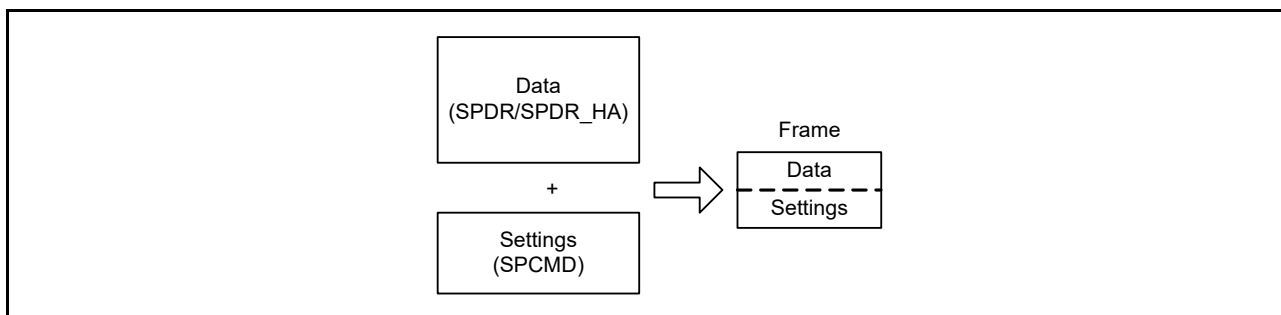 Data
(SPDR/SPDR_HA)
+
Settings
(SPCMD)
Frame
Data
Settings